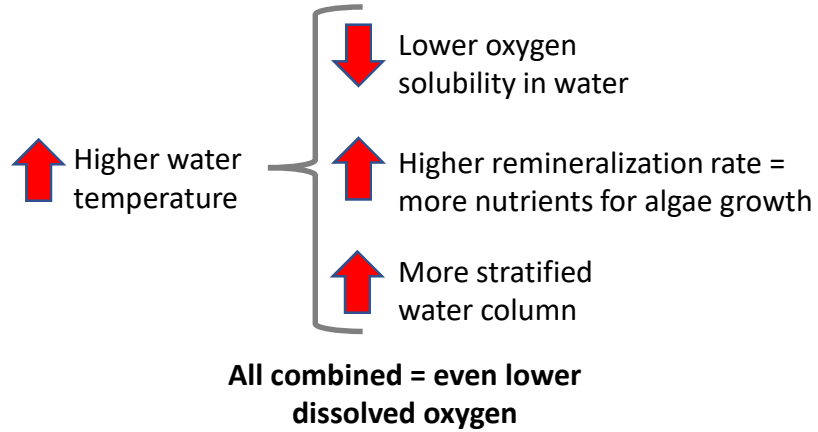 Lower oxygen
solubility in water
Higher water
temperature
Higher remineralization rate =
more nutrients for algae growth
More stratified
water column
All combined = even lower
dissolved oxygen